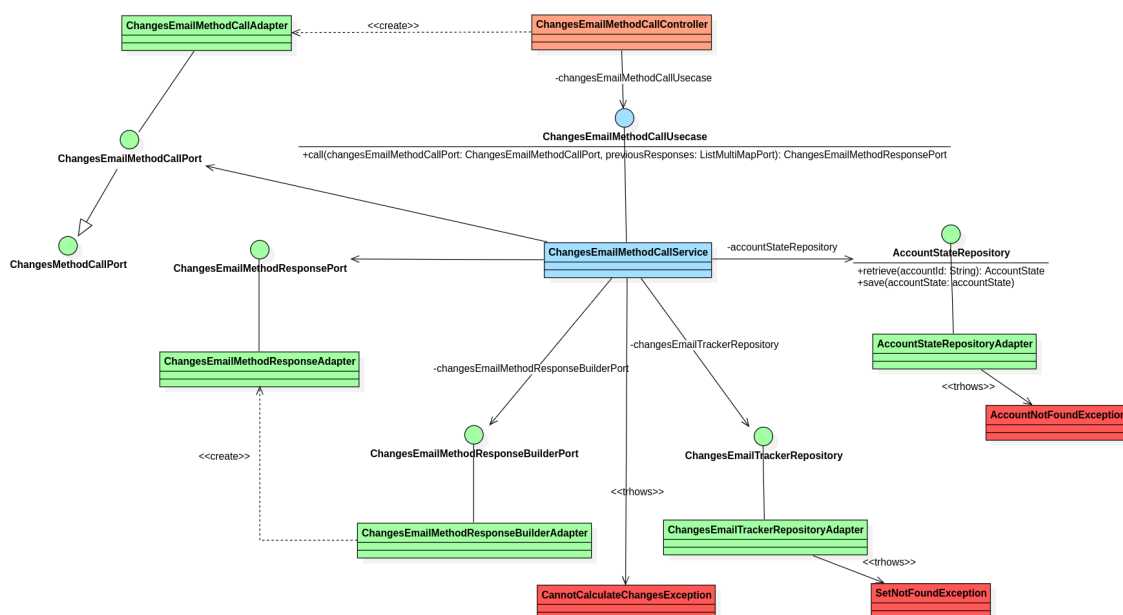 ChangesEmailMethodCallAdapter
<<create>>
ChangesEmailMethodCallController
-changesEmailMethodCallUsecase
ChangesEmailMethodCallUsecase
+call(changesEmailMethodCallPort: ChangesEmailMethodCallPort, previousResponses: ListMultiMapPort): ChangesEmailMethodResponsePort
ChangesEmailMethodCallPort
ChangesMethodCallPort
ChangesEmailMethodResponsePort
ChangesEmailMethodCallService
-accountStateRepository
AccountStateRepository
+retrieve(accountId: String): AccountState
+save(accountState: accountState)
ChangesEmailMethodResponseAdapter
-changesEmailTrackerRepository
AccountStateRepositoryAdapter
-changesEmailMethodResponseBuilderPort
<<trhows>>
AccountNotFoundException
<<create>>
ChangesEmailMethodResponseBuilderPort
ChangesEmailTrackerRepository
<<trhows>>
ChangesEmailMethodResponseBuilderAdapter
ChangesEmailTrackerRepositoryAdapter
<<trhows>>
CannotCalculateChangesException
SetNotFoundException